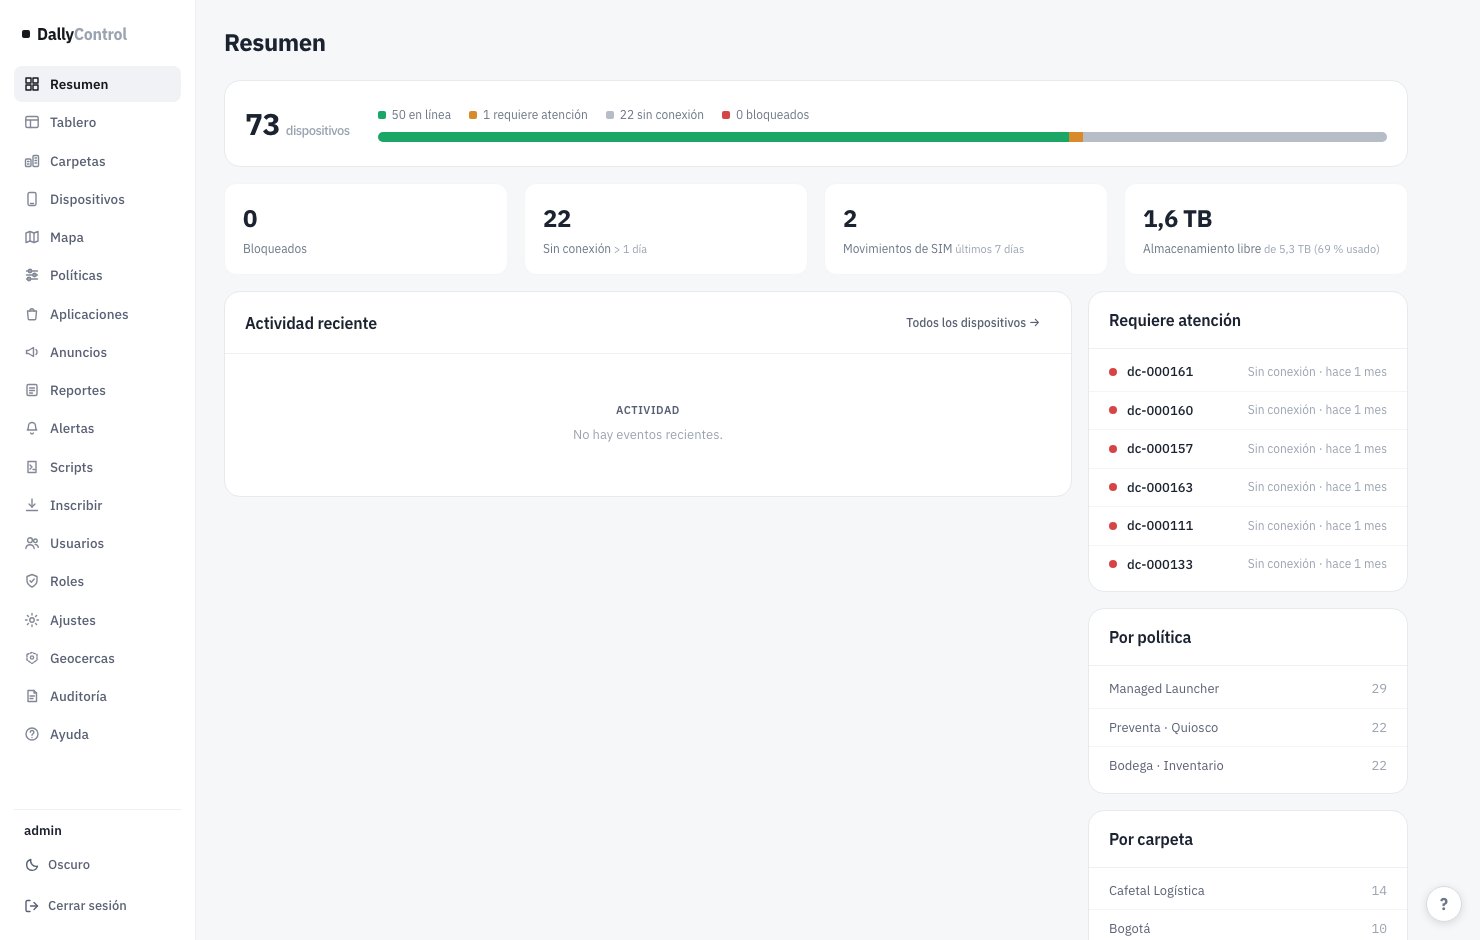 DallyControl
Resumen
Tablero
Carpetas
Dispositivos
Mapa
Políticas
Aplicaciones
Anuncios
Reportes
Alertas
Scripts
Inscribir
Usuarios
Roles
Ajustes
Geocercas
Auditoría
Ayuda
admin
Oscuro
Cerrar sesión
Resumen
73 dispositivos
50 en línea 1 requiere atención 22 sin conexión 0 bloqueados
0
Bloqueados
22
Sin conexión > 1 día
2
Movimientos de SIM últimos 7 días
1,6 TB
Almacenamiento libre de 5,3 TB (69 % usado)
Actividad reciente
Todos los dispositivos →
ACTIVIDAD
No hay eventos recientes.
Requiere atención
dc-000161 Sin conexión · hace 1 mes
dc-000160 Sin conexión · hace 1 mes
dc-000157 Sin conexión · hace 1 mes
dc-000163 Sin conexión · hace 1 mes
dc-000111 Sin conexión · hace 1 mes
dc-000133 Sin conexión · hace 1 mes
Por política
Managed Launcher 29
Preventa · Quiosco 22
Bodega · Inventario 22
Por carpeta
Cafetal Logística 14
Bogotá 10
?